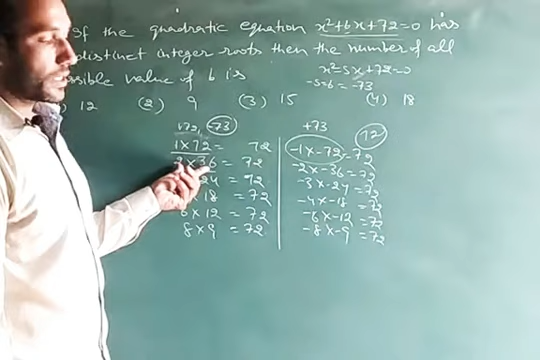 If the quadratic equation x²+bx+72=0 has
distinct integer roots then the number of all
possible value of b is
12 (2) 9 (3) 15 (4) 18
x²-5x+72=0
-s=b = -73
+72, -73
1×72 = 72
2×36 = 72
24 = 72
×18 = 72
6×12 = 72
8×9 = 72
+73
12
-1×-72=72
-2×-36=72
-3×-24=72
-4×-18=72
-6×-12=72
-8×-9=72